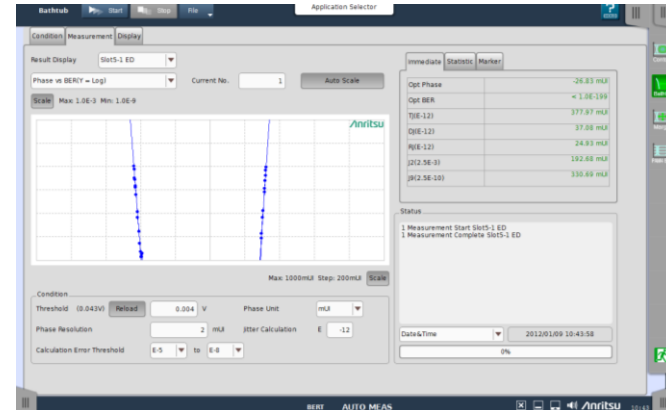 Bathtub Start Stop File Application Selector ?
Condition Measurement Display
Result Display Slot5-1 ED
Phase vs BER(Y = Log) Current No. 1 Auto Scale
Scale Max: 1.0E-3 Min: 1.0E-9
Anritsu
Max: 1000mUI Step: 200mUI Scale
Condition
Threshold (0.043V) Reload 0.004 V Phase Unit mUI
Phase Resolution 2 mUI Jitter Calculation E -12
Calculation Error Threshold E-5 to E-8
Immediate Statistic Marker
Opt Phase -26.83 mUI
Opt BER < 1.0E-199
TJ(E-12) 377.97 mUI
DJ(E-12) 37.08 mUI
RJ(E-12) 24.93 mUI
J2(2.5E-3) 192.68 mUI
J9(2.5E-10) 330.69 mUI
Status
1 Measurement Start Slot5-1 ED
1 Measurement Complete Slot5-1 ED
Date&Time 2012/01/09 10:43:58
0%
BERT AUTO MEAS Anritsu 10:43